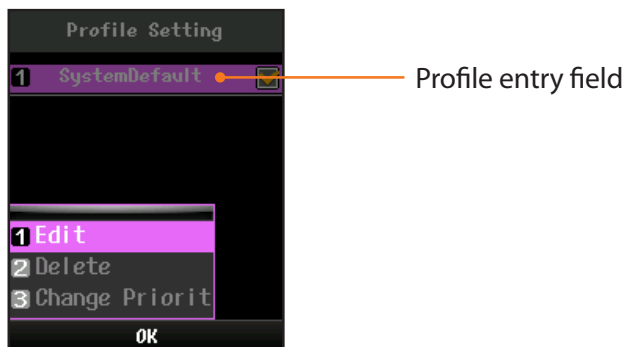 Profile Setting
1 SystemDefault
Profile entry field
1 Edit
2 Delete
3 Change Priorit
OK